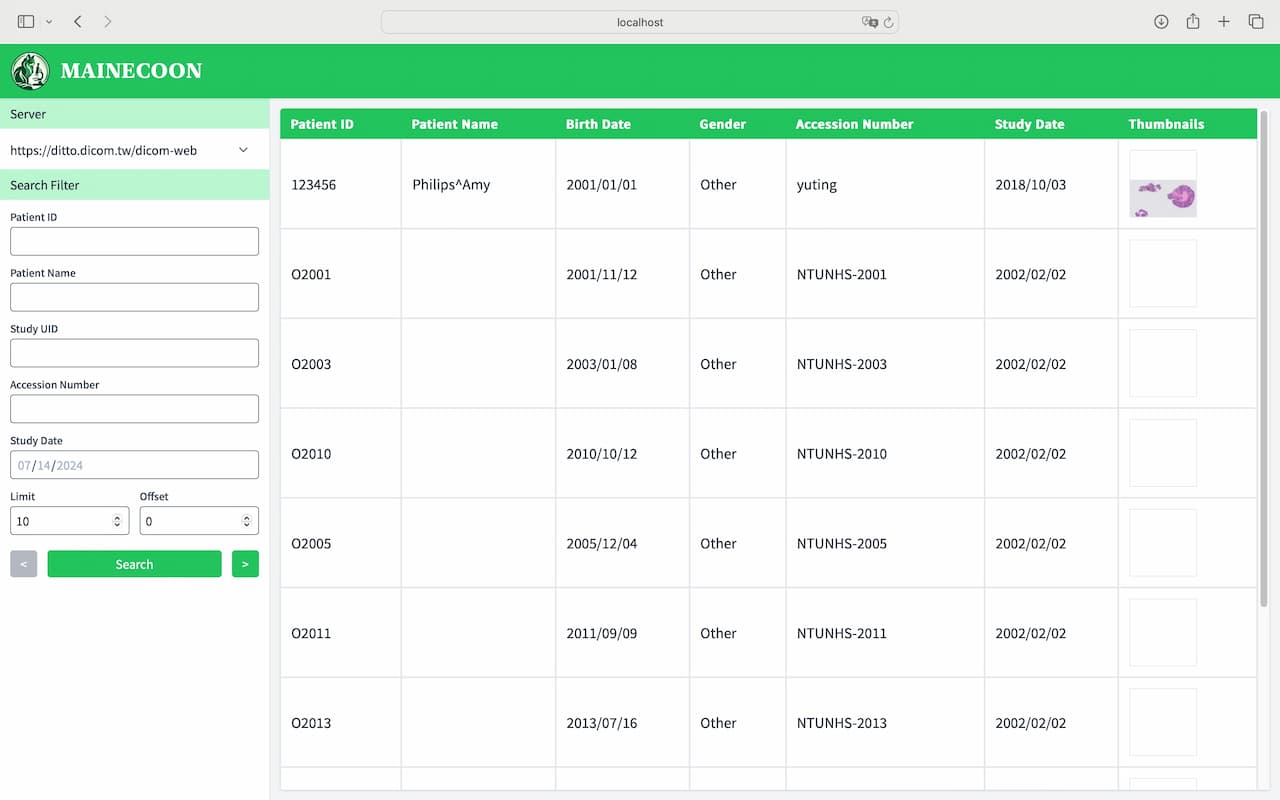 localhost
MAINECOON
Server
https://ditto.dicom.tw/dicom-web
Search Filter
Patient ID
Patient Name
Study UID
Accession Number
Study Date
07/14/2024
Limit Offset
10 0
< Search >
Patient ID Patient Name Birth Date Gender Accession Number Study Date Thumbnails
123456 Philips^Amy 2001/01/01 Other yuting 2018/10/03
O2001 2001/11/12 Other NTUNHS-2001 2002/02/02
O2003 2003/01/08 Other NTUNHS-2003 2002/02/02
O2010 2010/10/12 Other NTUNHS-2010 2002/02/02
O2005 2005/12/04 Other NTUNHS-2005 2002/02/02
O2011 2011/09/09 Other NTUNHS-2011 2002/02/02
O2013 2013/07/16 Other NTUNHS-2013 2002/02/02